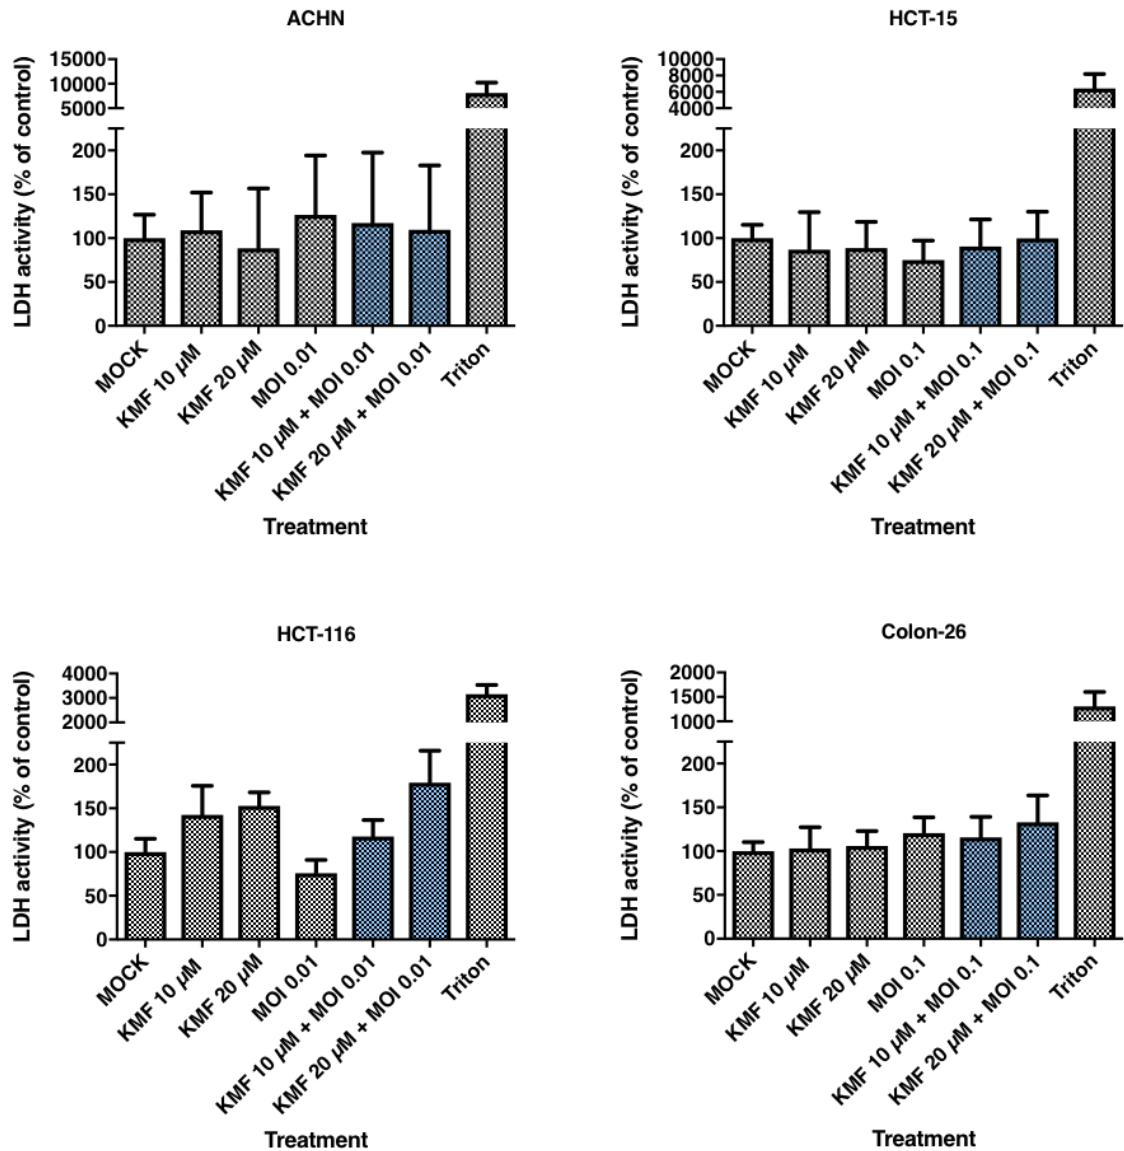 ACHN
LDH activity (% of control)
15000
10000
5000
200
150
100
50
0
MOCK
KMF 10 µM
KMF 20 µM
MOI 0.01
KMF 10 µM + MOI 0.01
KMF 20 µM + MOI 0.01
Triton
Treatment
HCT-15
LDH activity (% of control)
10000
8000
6000
4000
200
150
100
50
0
MOCK
KMF 10 µM
KMF 20 µM
MOI 0.1
KMF 10 µM + MOI 0.1
KMF 20 µM + MOI 0.1
Triton
Treatment
HCT-116
LDH activity (% of control)
4000
3000
2000
200
150
100
50
0
MOCK
KMF 10 µM
KMF 20 µM
MOI 0.01
KMF 10 µM + MOI 0.01
KMF 20 µM + MOI 0.01
Triton
Treatment
Colon-26
LDH activity (% of control)
2000
1500
1000
200
150
100
50
0
MOCK
KMF 10 µM
KMF 20 µM
MOI 0.1
KMF 10 µM + MOI 0.1
KMF 20 µM + MOI 0.1
Triton
Treatment